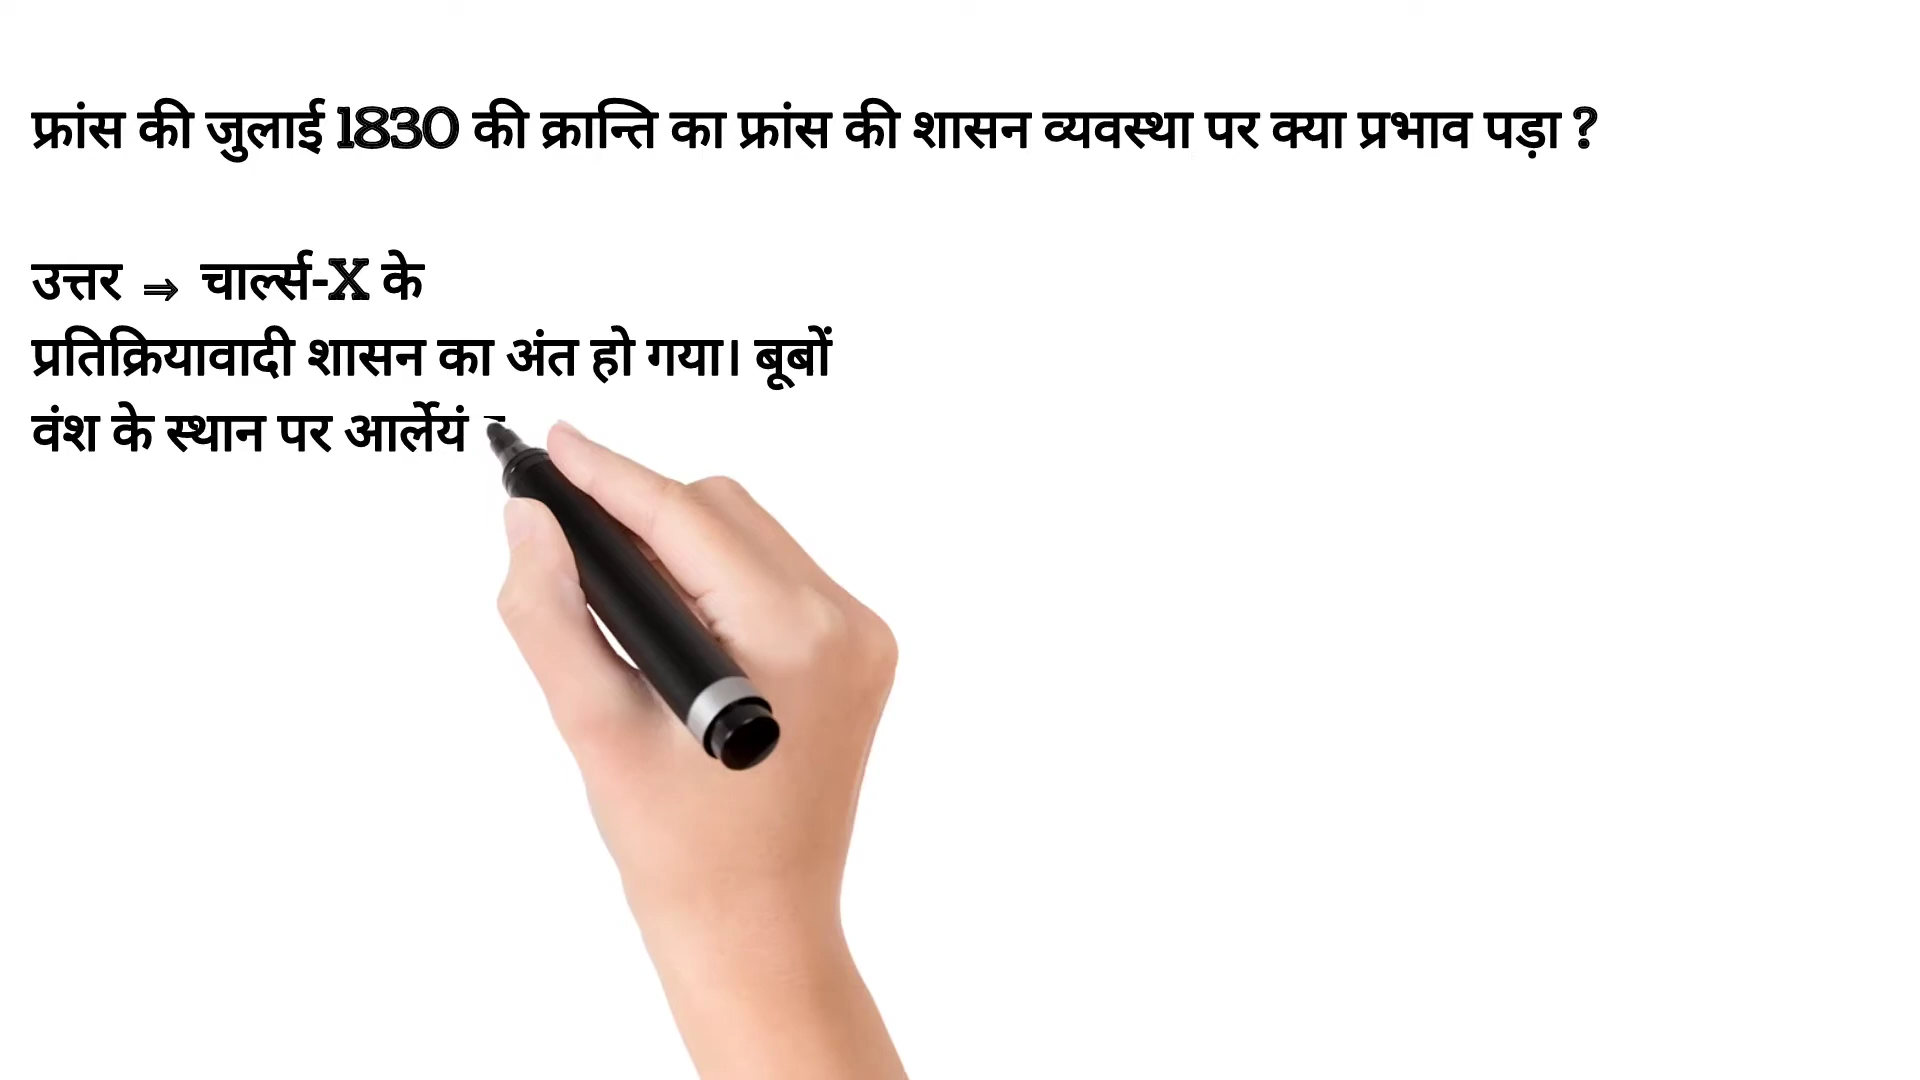 फ्रांस की जुलाई 1830 की क्रान्ति का फ्रांस की शासन व्यवस्था पर क्या प्रभाव पड़ा ?
उत्तर ⇒ चार्ल्स-X के
प्रतिक्रियावादी शासन का अंत हो गया। बूबों
वंश के स्थान पर आर्लेयं